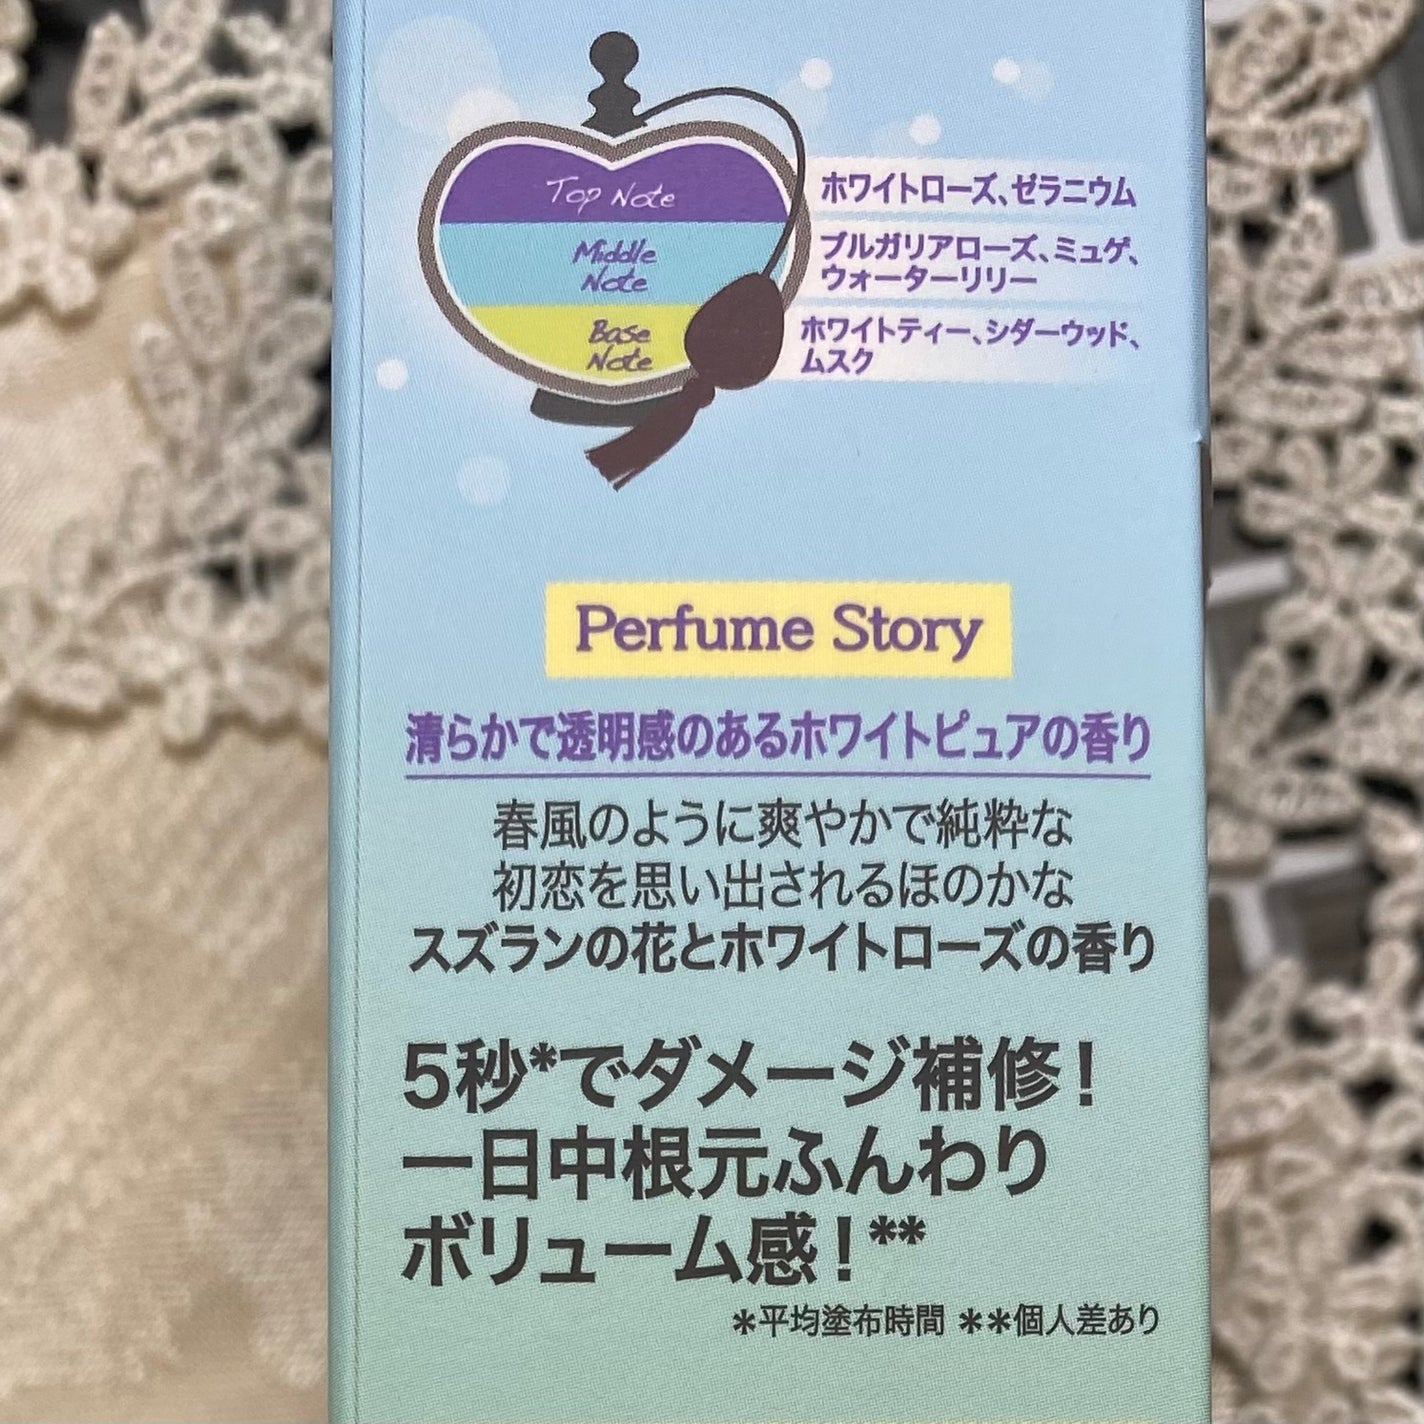 Top Note
ホワイトローズ、ゼラニウム
Middle
Note
ブルガリアローズ、ミュゲ、
ウォーターリリー
Base
Note
ホワイトティー、シダーウッド、
ムスク
Perfume Story
清らかで透明感のあるホワイトピュアの香り
春風のように爽やかで純粋な
初恋を思い出されるほのかな
スズランの花とホワイトローズの香り
5秒*でダメージ補修！
一日中根元ふんわり
ボリューム感！**
＊平均塗布時間 ＊＊個人差あり